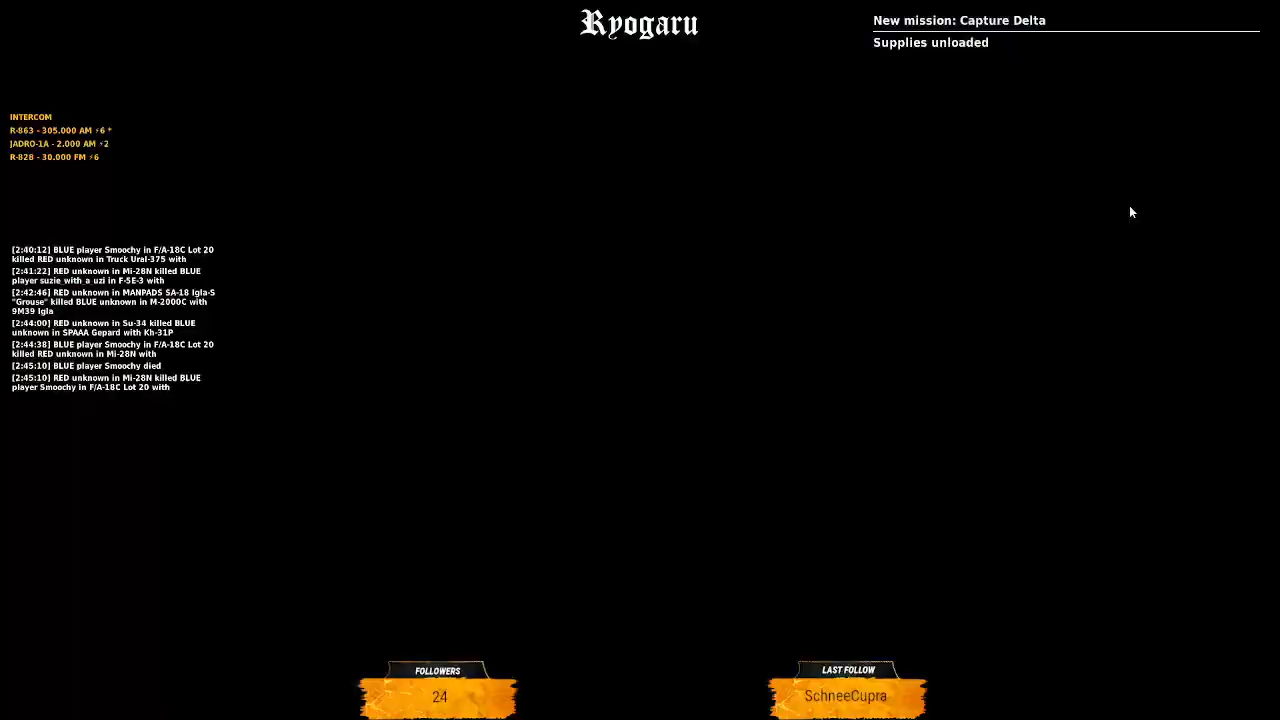 Ryogaru
New mission: Capture Delta
Supplies unloaded
INTERCOM
R-863 - 305.000 AM ⚡6 *
JADRO-1A - 2.000 AM ⚡2
R-828 - 30.000 FM ⚡6
[2:40:12] BLUE player Smoochy in F/A-18C Lot 20
killed RED unknown in Truck Ural-375 with
[2:41:22] RED unknown in Mi-28N killed BLUE
player suzie_with_a_uzi in F-5E-3 with
[2:42:46] RED unknown in MANPADS SA-18 Igla-S
"Grouse" killed BLUE unknown in M-2000C with
9M39 Igla
[2:44:00] RED unknown in Su-34 killed BLUE
unknown in SPAAA Gepard with Kh-31P
[2:44:38] BLUE player Smoochy in F/A-18C Lot 20
killed RED unknown in Mi-28N with
[2:45:10] BLUE player Smoochy died
[2:45:10] RED unknown in Mi-28N killed BLUE
player Smoochy in F/A-18C Lot 20 with
FOLLOWERS
24
LAST FOLLOW
SchneeCupra